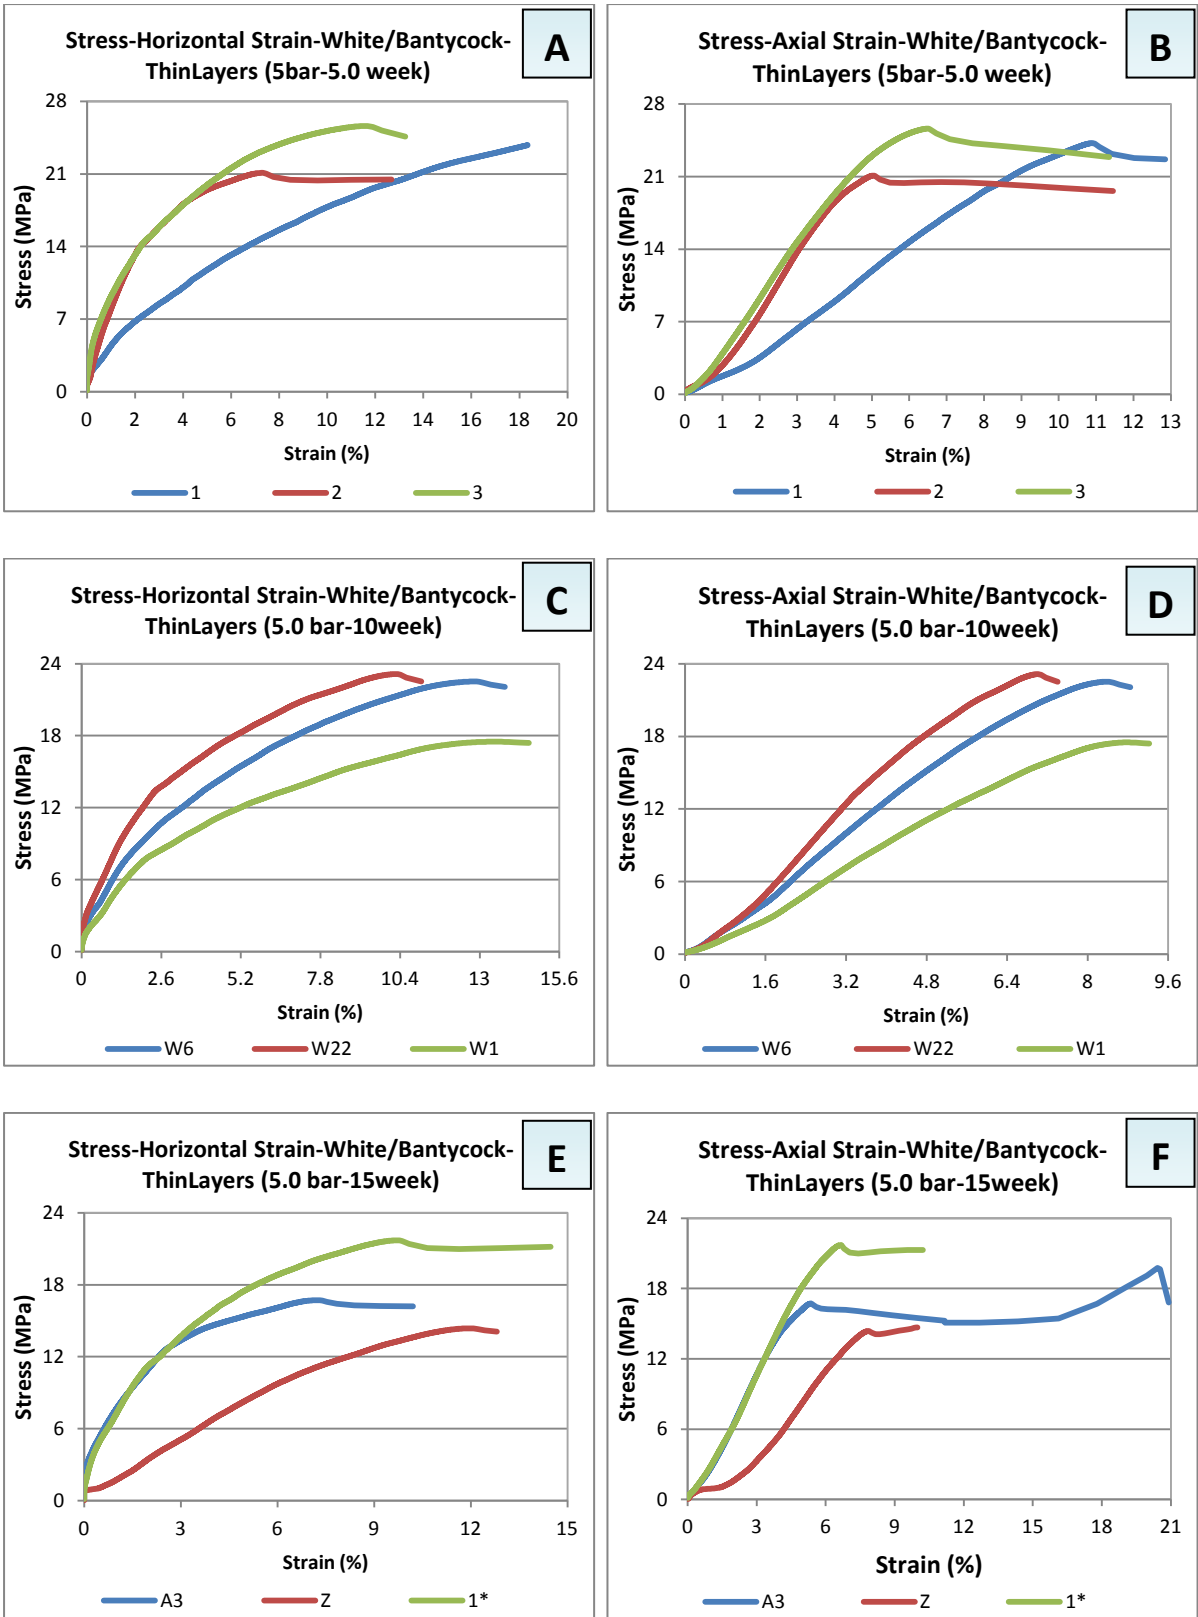 Stress-Horizontal Strain-White/Bantycock-
ThinLayers (5bar-5.0 week)
A
Stress (MPa)
28
21
14
7
0
0 2 4 6 8 10 12 14 16 18 20
Strain (%)
1 2 3
Stress-Axial Strain-White/Bantycock-
ThinLayers (5bar-5.0 week)
B
Stress (MPa)
28
21
14
7
0
0 1 2 3 4 5 6 7 8 9 10 11 12 13
Strain (%)
1 2 3
Stress-Horizontal Strain-White/Bantycock-
ThinLayers (5.0 bar-10week)
C
Stress (MPa)
24
18
12
6
0
0 2.6 5.2 7.8 10.4 13 15.6
Strain (%)
W6 W22 W1
Stress-Axial Strain-White/Bantycock-
ThinLayers (5.0 bar-10week)
D
Stress (MPa)
24
18
12
6
0
0 1.6 3.2 4.8 6.4 8 9.6
Strain (%)
W6 W22 W1
Stress-Horizontal Strain-White/Bantycock-
ThinLayers (5.0 bar-15week)
E
Stress (MPa)
24
18
12
6
0
0 3 6 9 12 15
Strain (%)
A3 Z 1*
Stress-Axial Strain-White/Bantycock-
ThinLayers (5.0 bar-15week)
F
Stress (MPa)
24
18
12
6
0
0 3 6 9 12 15 18 21
Strain (%)
A3 Z 1*